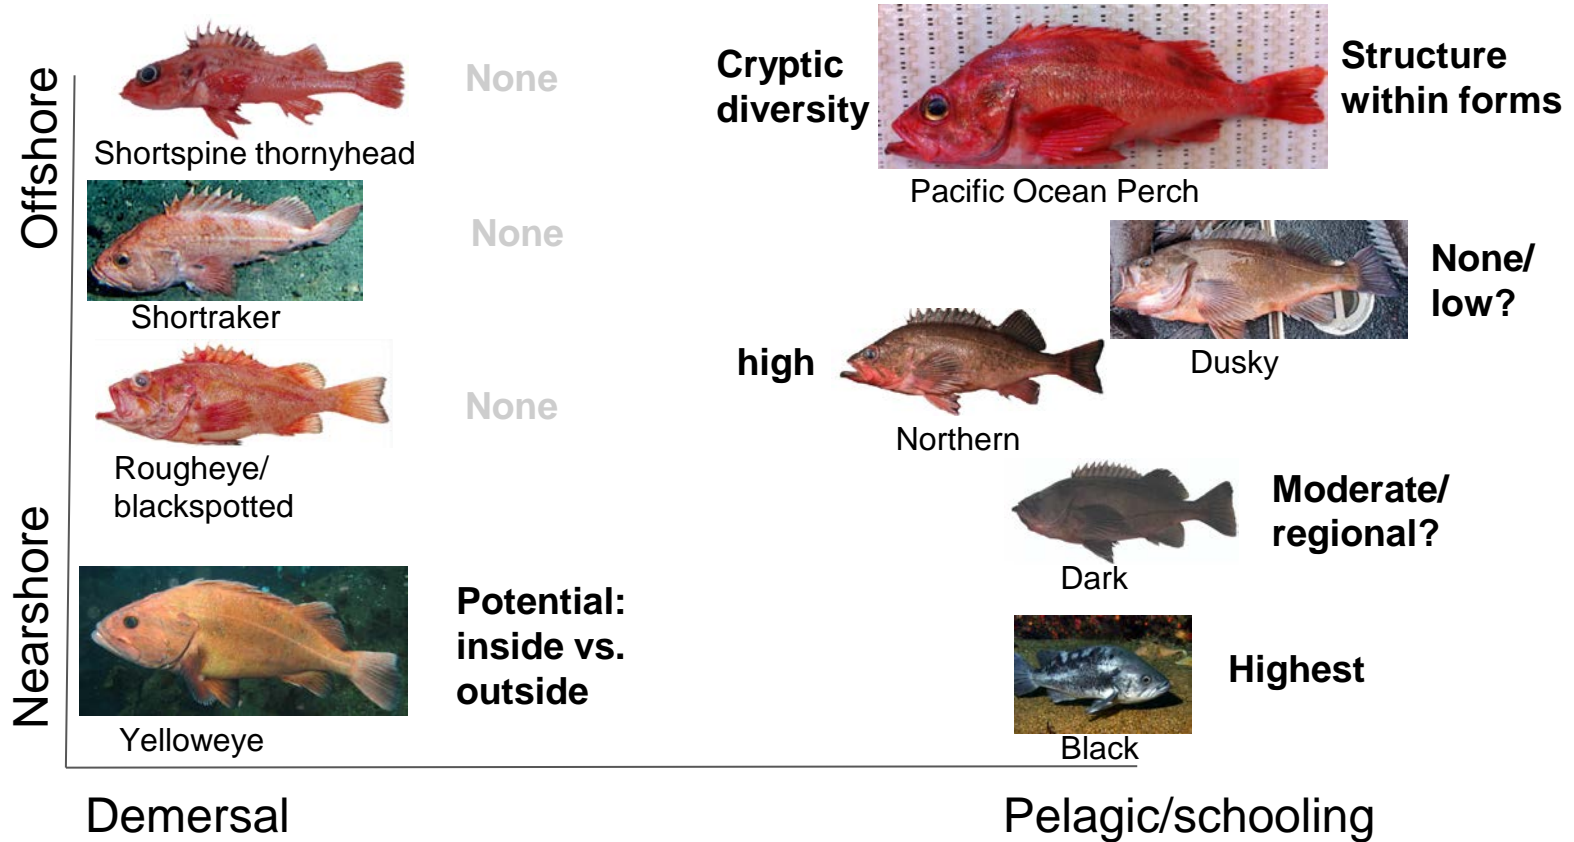 Offshore
Nearshore
None
Shortspine thornyhead
None
Shortraker
None
Rougheye/
blackspotted
Potential:
inside vs.
outside
Yelloweye
Cryptic
diversity
Structure
within forms
Pacific Ocean Perch
None/
low?
Dusky
high
Northern
Moderate/
regional?
Dark
Highest
Black
Demersal
Pelagic/schooling